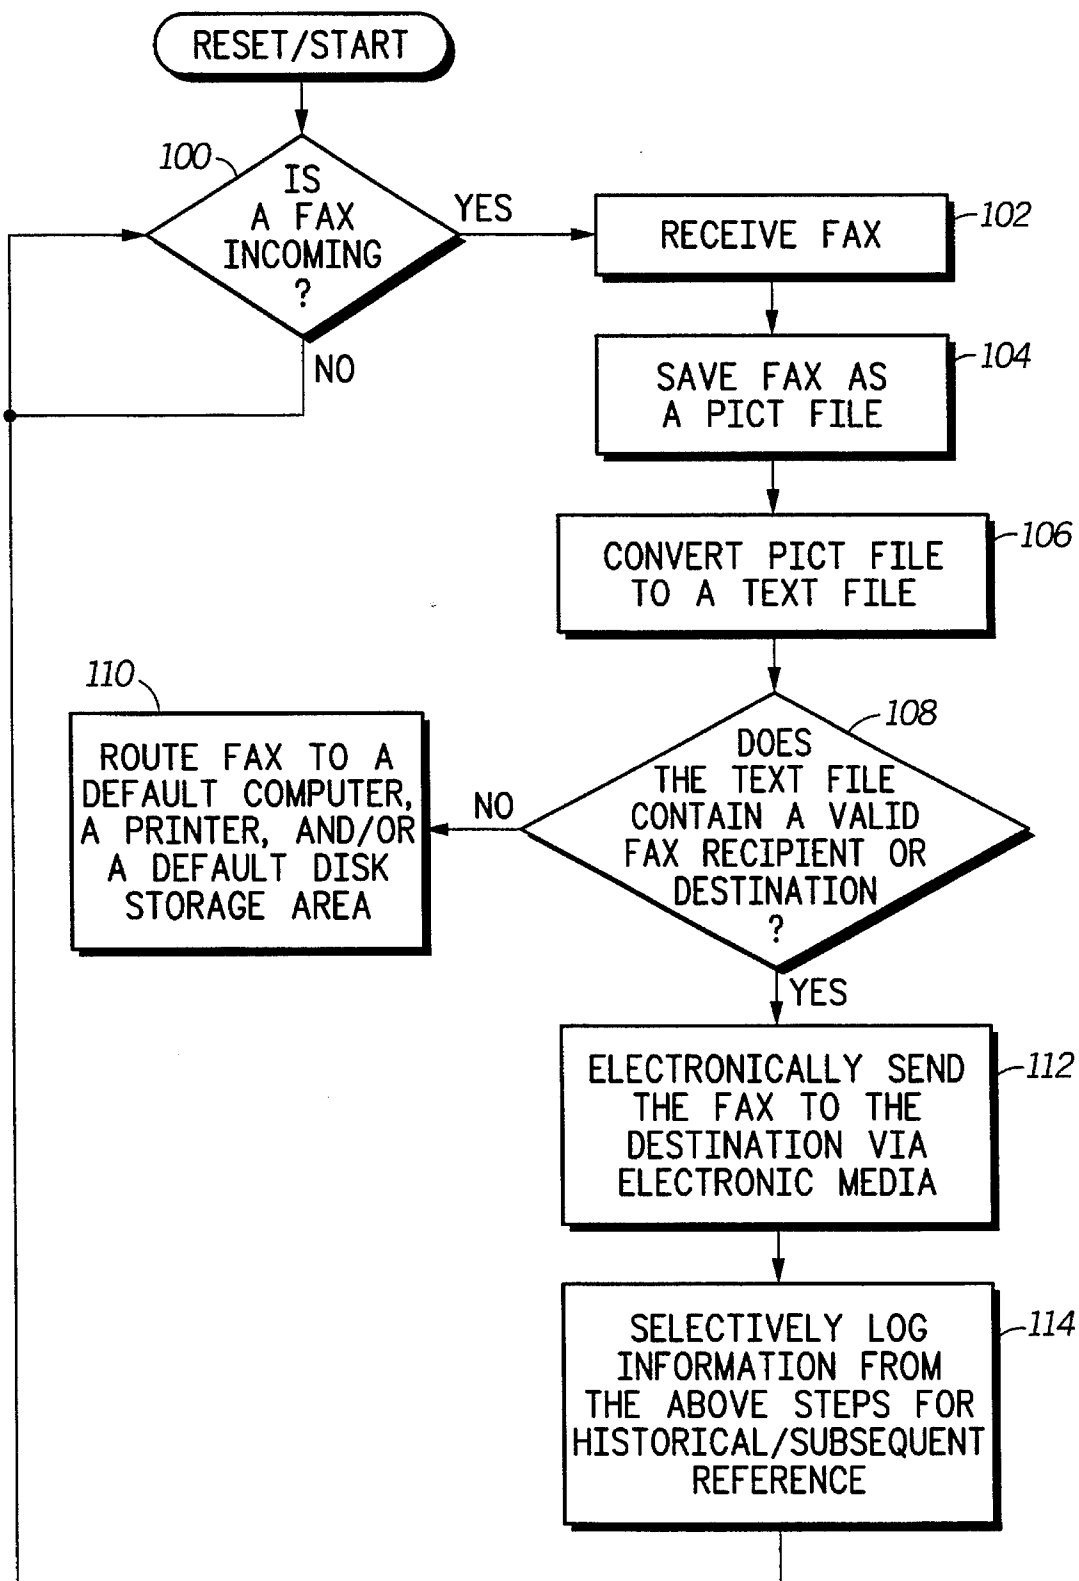 RESET/START
100
IS
A FAX
INCOMING
?
YES
NO
RECEIVE FAX
102
SAVE FAX AS
A PICT FILE
104
CONVERT PICT FILE
TO A TEXT FILE
106
DOES
THE TEXT FILE
CONTAIN A VALID
FAX RECIPIENT OR
DESTINATION
?
108
NO
110
ROUTE FAX TO A
DEFAULT COMPUTER,
A PRINTER, AND/OR
A DEFAULT DISK
STORAGE AREA
YES
ELECTRONICALLY SEND
THE FAX TO THE
DESTINATION VIA
ELECTRONIC MEDIA
112
SELECTIVELY LOG
INFORMATION FROM
THE ABOVE STEPS FOR
HISTORICAL/SUBSEQUENT
REFERENCE
114